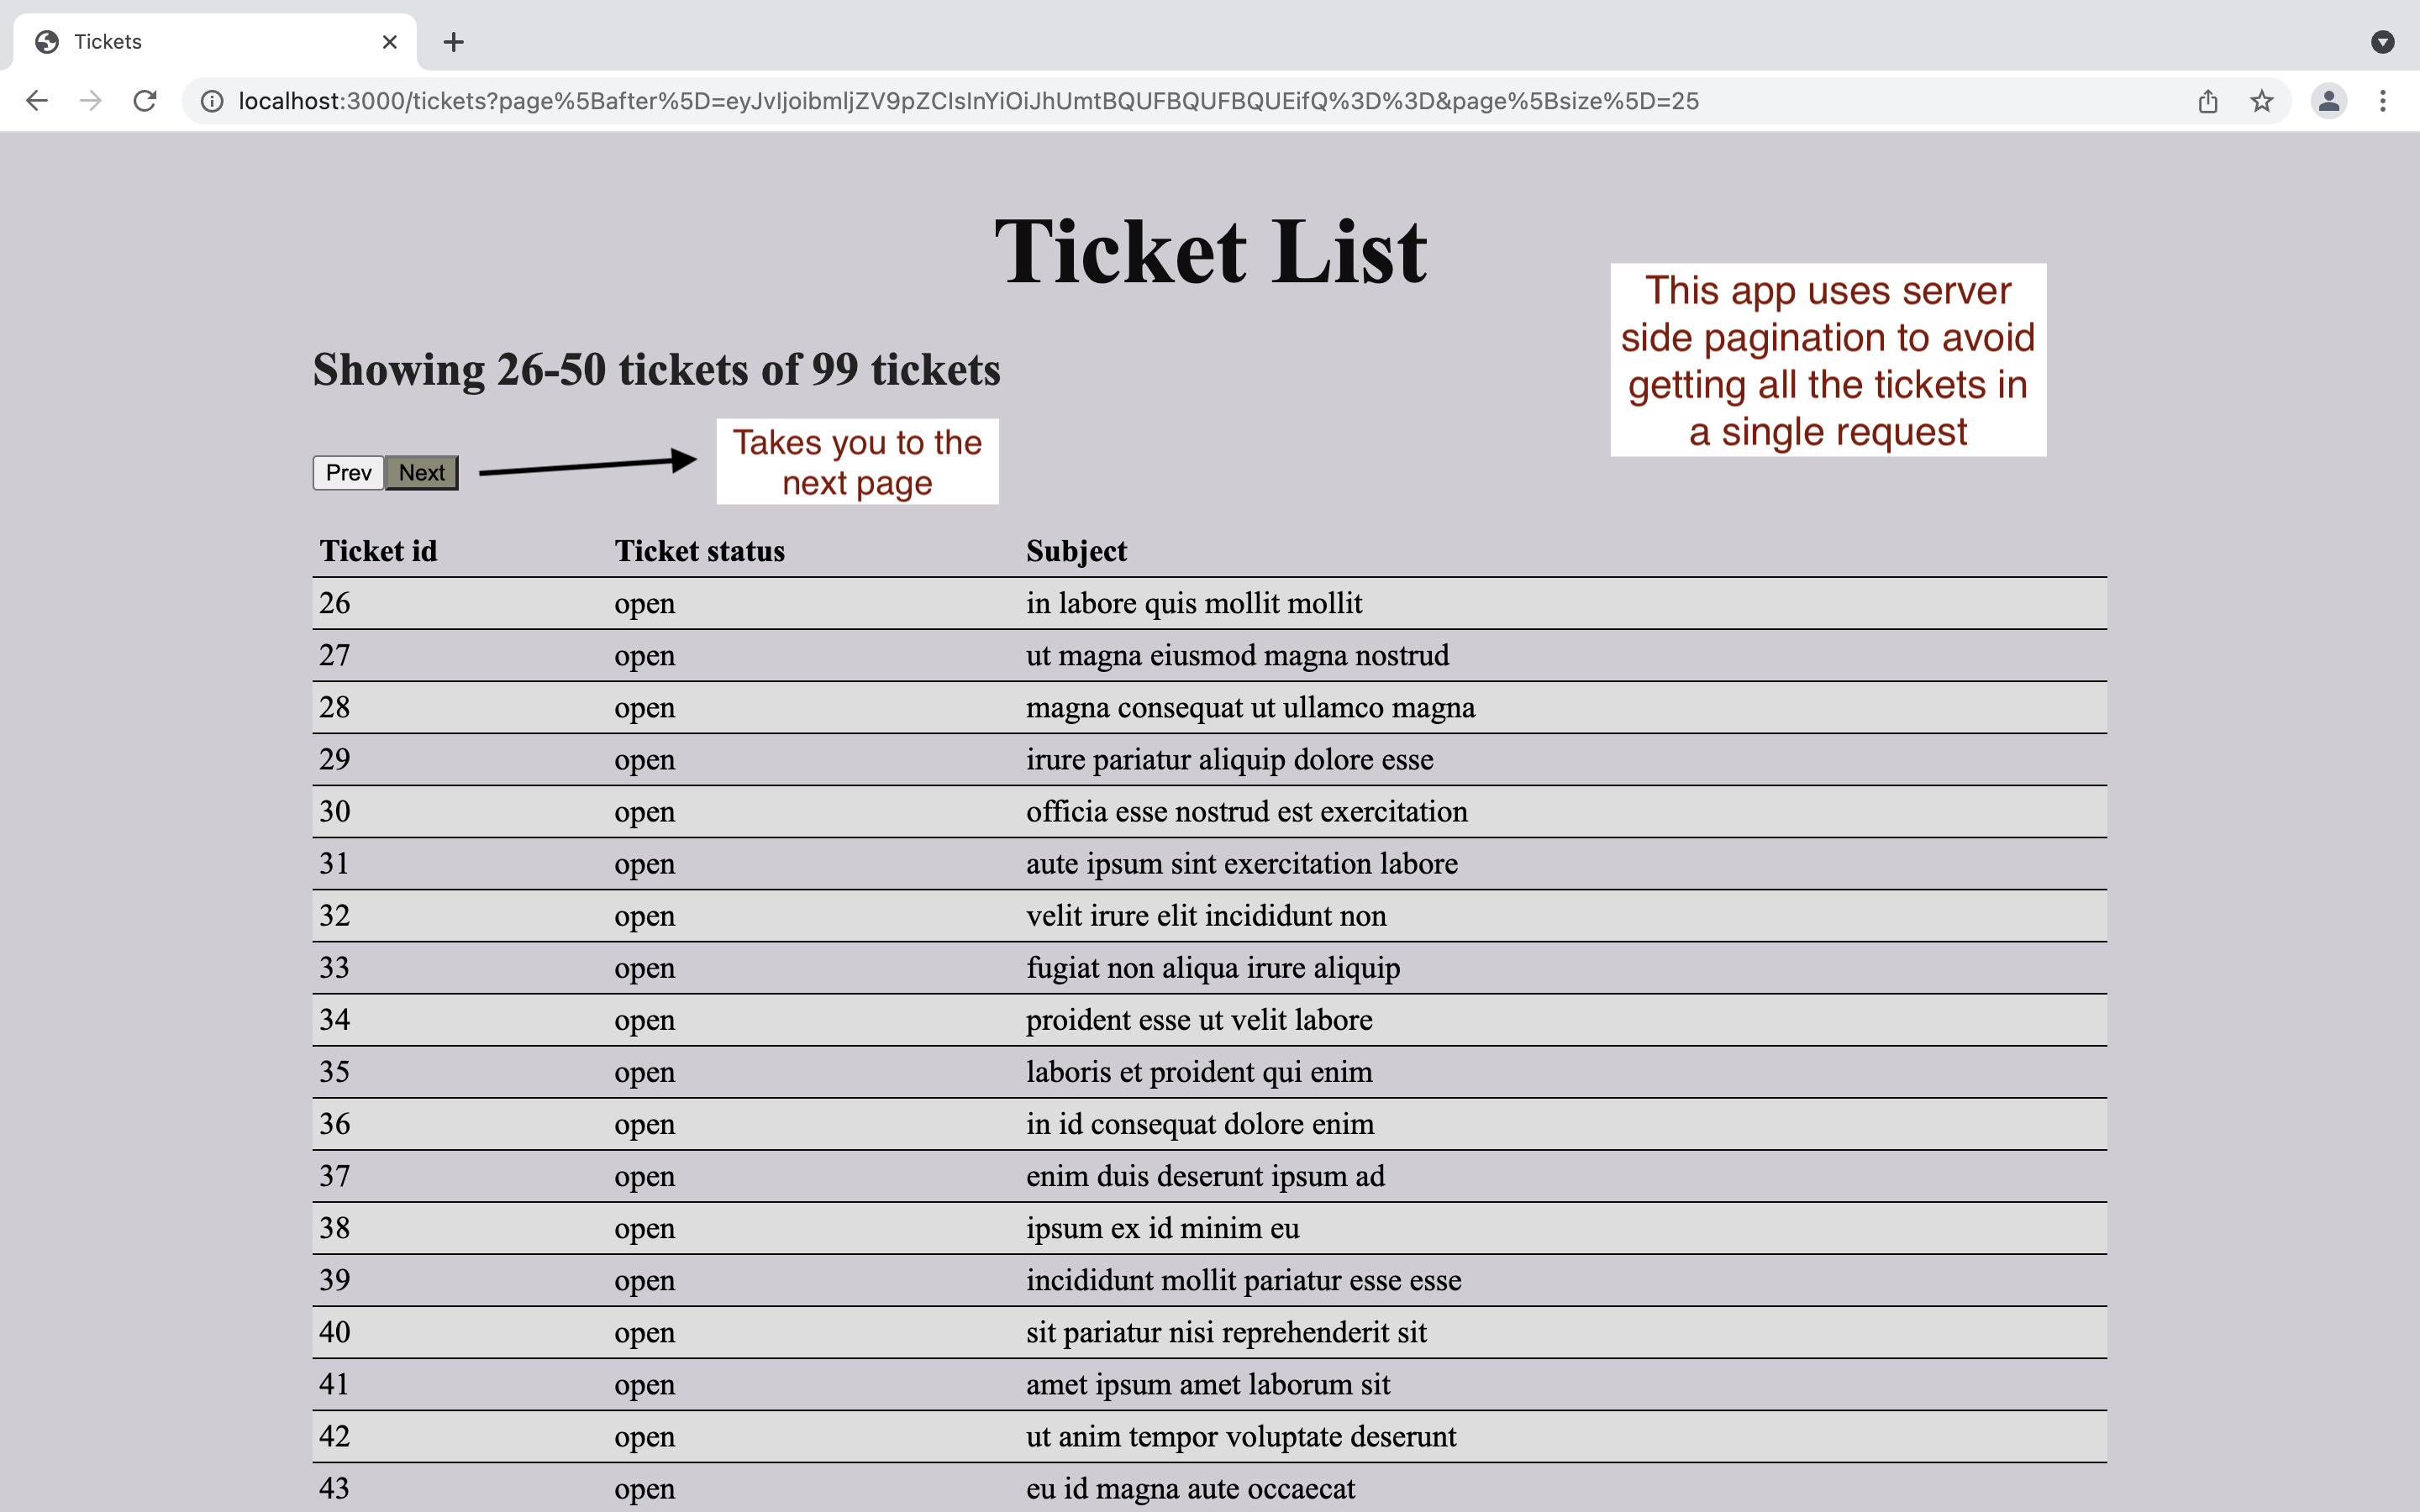 Tickets
localhost:3000/tickets?page%5Bafter%5D=eyJvIjoibmljZV9pZCIsInYiOiJhUmtBQUFBQUFBQUEifQ%3D%3D&page%5Bsize%5D=25
Ticket List
This app uses server
side pagination to avoid
getting all the tickets in
a single request
Showing 26-50 tickets of 99 tickets
Prev Next
Takes you to the
next page
Ticket id Ticket status Subject
26 open in labore quis mollit mollit
27 open ut magna eiusmod magna nostrud
28 open magna consequat ut ullamco magna
29 open irure pariatur aliquip dolore esse
30 open officia esse nostrud est exercitation
31 open aute ipsum sint exercitation labore
32 open velit irure elit incididunt non
33 open fugiat non aliqua irure aliquip
34 open proident esse ut velit labore
35 open laboris et proident qui enim
36 open in id consequat dolore enim
37 open enim duis deserunt ipsum ad
38 open ipsum ex id minim eu
39 open incididunt mollit pariatur esse esse
40 open sit pariatur nisi reprehenderit sit
41 open amet ipsum amet laborum sit
42 open ut anim tempor voluptate deserunt
43 open eu id magna aute occaecat